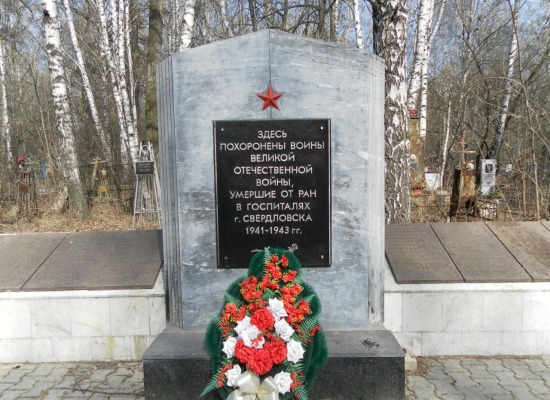 ЗДЕСЬ
ПОХОРОНЕНЫ ВОИНЫ
ВЕЛИКОЙ
ОТЕЧЕСТВЕННОЙ
ВОЙНЫ,
УМЕРШИЕ ОТ РАН
В ГОСПИТАЛЯХ
г. СВЕРДЛОВСКА
1941-1943 гг.